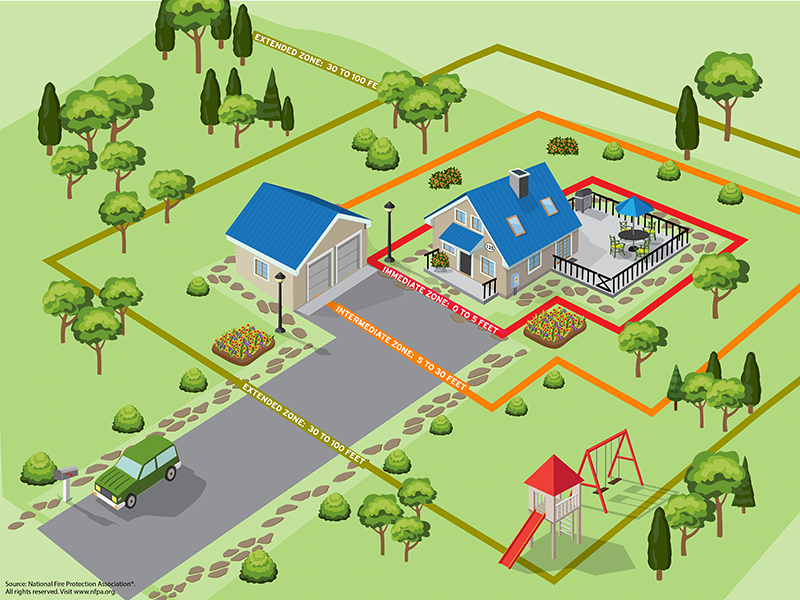 EXTENDED ZONE: 30 TO 100 FE
125
IMMEDIATE ZONE: 0 TO 5 FEET
INTERMEDIATE ZONE: 5 TO 30 FEET
EXTENDED ZONE: 30 TO 100 FEET
Source: National Fire Protection Association®.
All rights reserved. Visit www.nfpa.org.